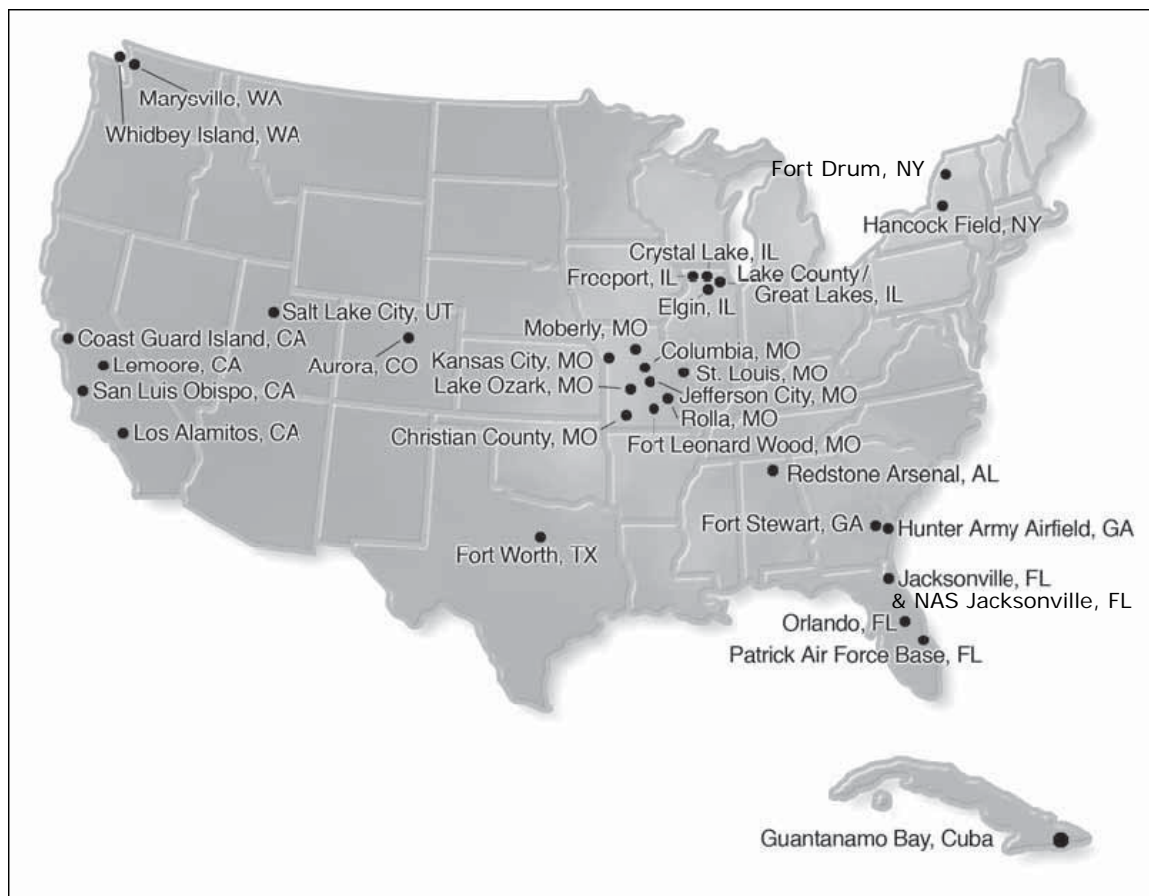 Marysville, WA
Whidbey Island, WA
Fort Drum, NY
Hancock Field, NY
Crystal Lake, IL
Freeport, IL
Lake County/
Great Lakes, IL
Elgin, IL
Salt Lake City, UT
Moberly, MO
Coast Guard Island, CA
Aurora, CO
Kansas City, MO
Columbia, MO
Lemoore, CA
St. Louis, MO
San Luis Obispo, CA
Lake Ozark, MO
Jefferson City, MO
Rolla, MO
Los Alamitos, CA
Christian County, MO
Fort Leonard Wood, MO
Redstone Arsenal, AL
Fort Stewart, GA
Hunter Army Airfield, GA
Fort Worth, TX
Jacksonville, FL
& NAS Jacksonville, FL
Orlando, FL
Patrick Air Force Base, FL
Guantanamo Bay, Cuba